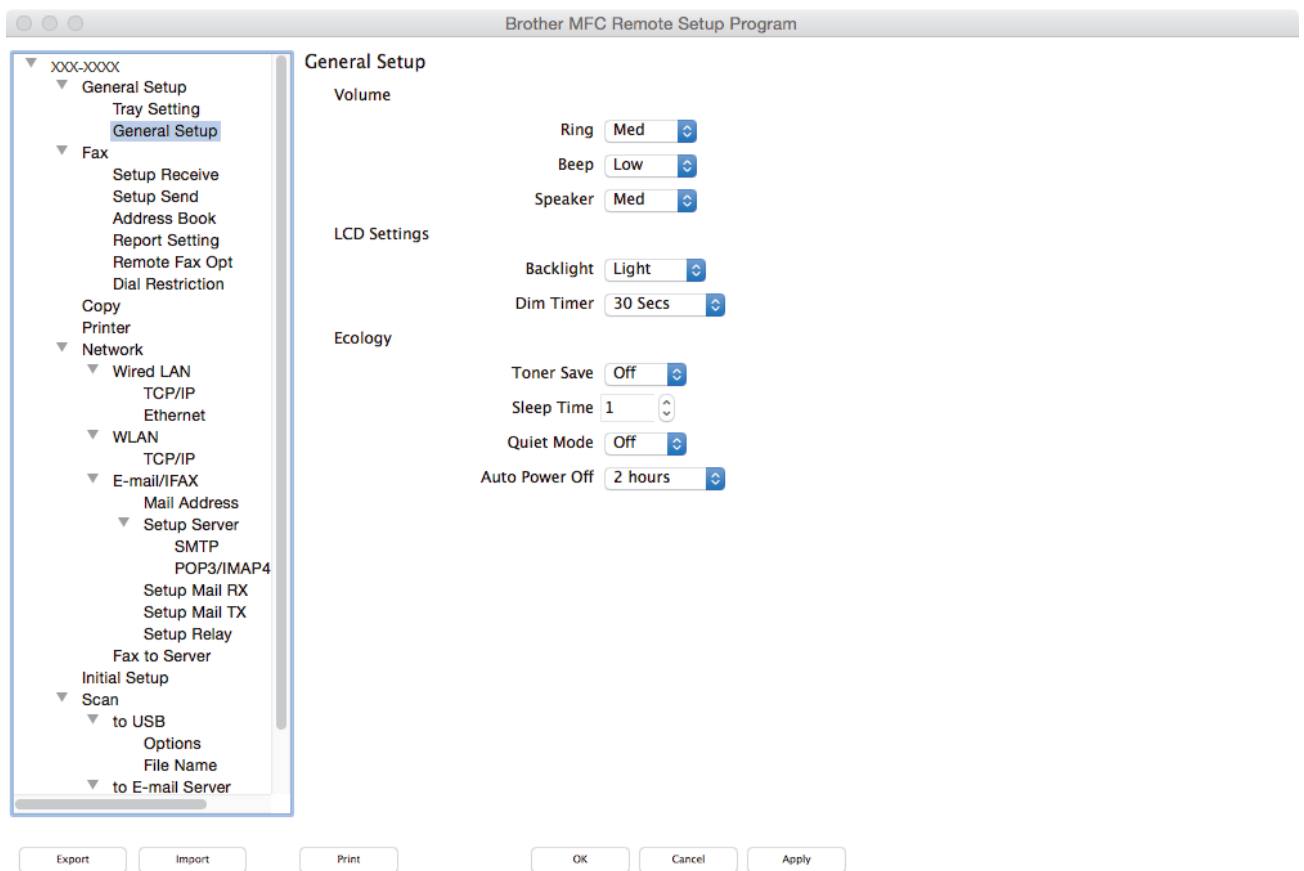 Brother MFC Remote Setup Program
XXX-XXXX
General Setup
Tray Setting
General Setup
Fax
Setup Receive
Setup Send
Address Book
Report Setting
Remote Fax Opt
Dial Restriction
Copy
Printer
Network
Wired LAN
TCP/IP
Ethernet
WLAN
TCP/IP
E-mail/IFAX
Mail Address
Setup Server
SMTP
POP3/IMAP4
Setup Mail RX
Setup Mail TX
Setup Relay
Fax to Server
Initial Setup
Scan
to USB
Options
File Name
to E-mail Server
General Setup
Volume
Ring Med
Beep Low
Speaker Med
LCD Settings
Backlight Light
Dim Timer 30 Secs
Ecology
Toner Save Off
Sleep Time 1
Quiet Mode Off
Auto Power Off 2 hours
Export Import Print OK Cancel Apply